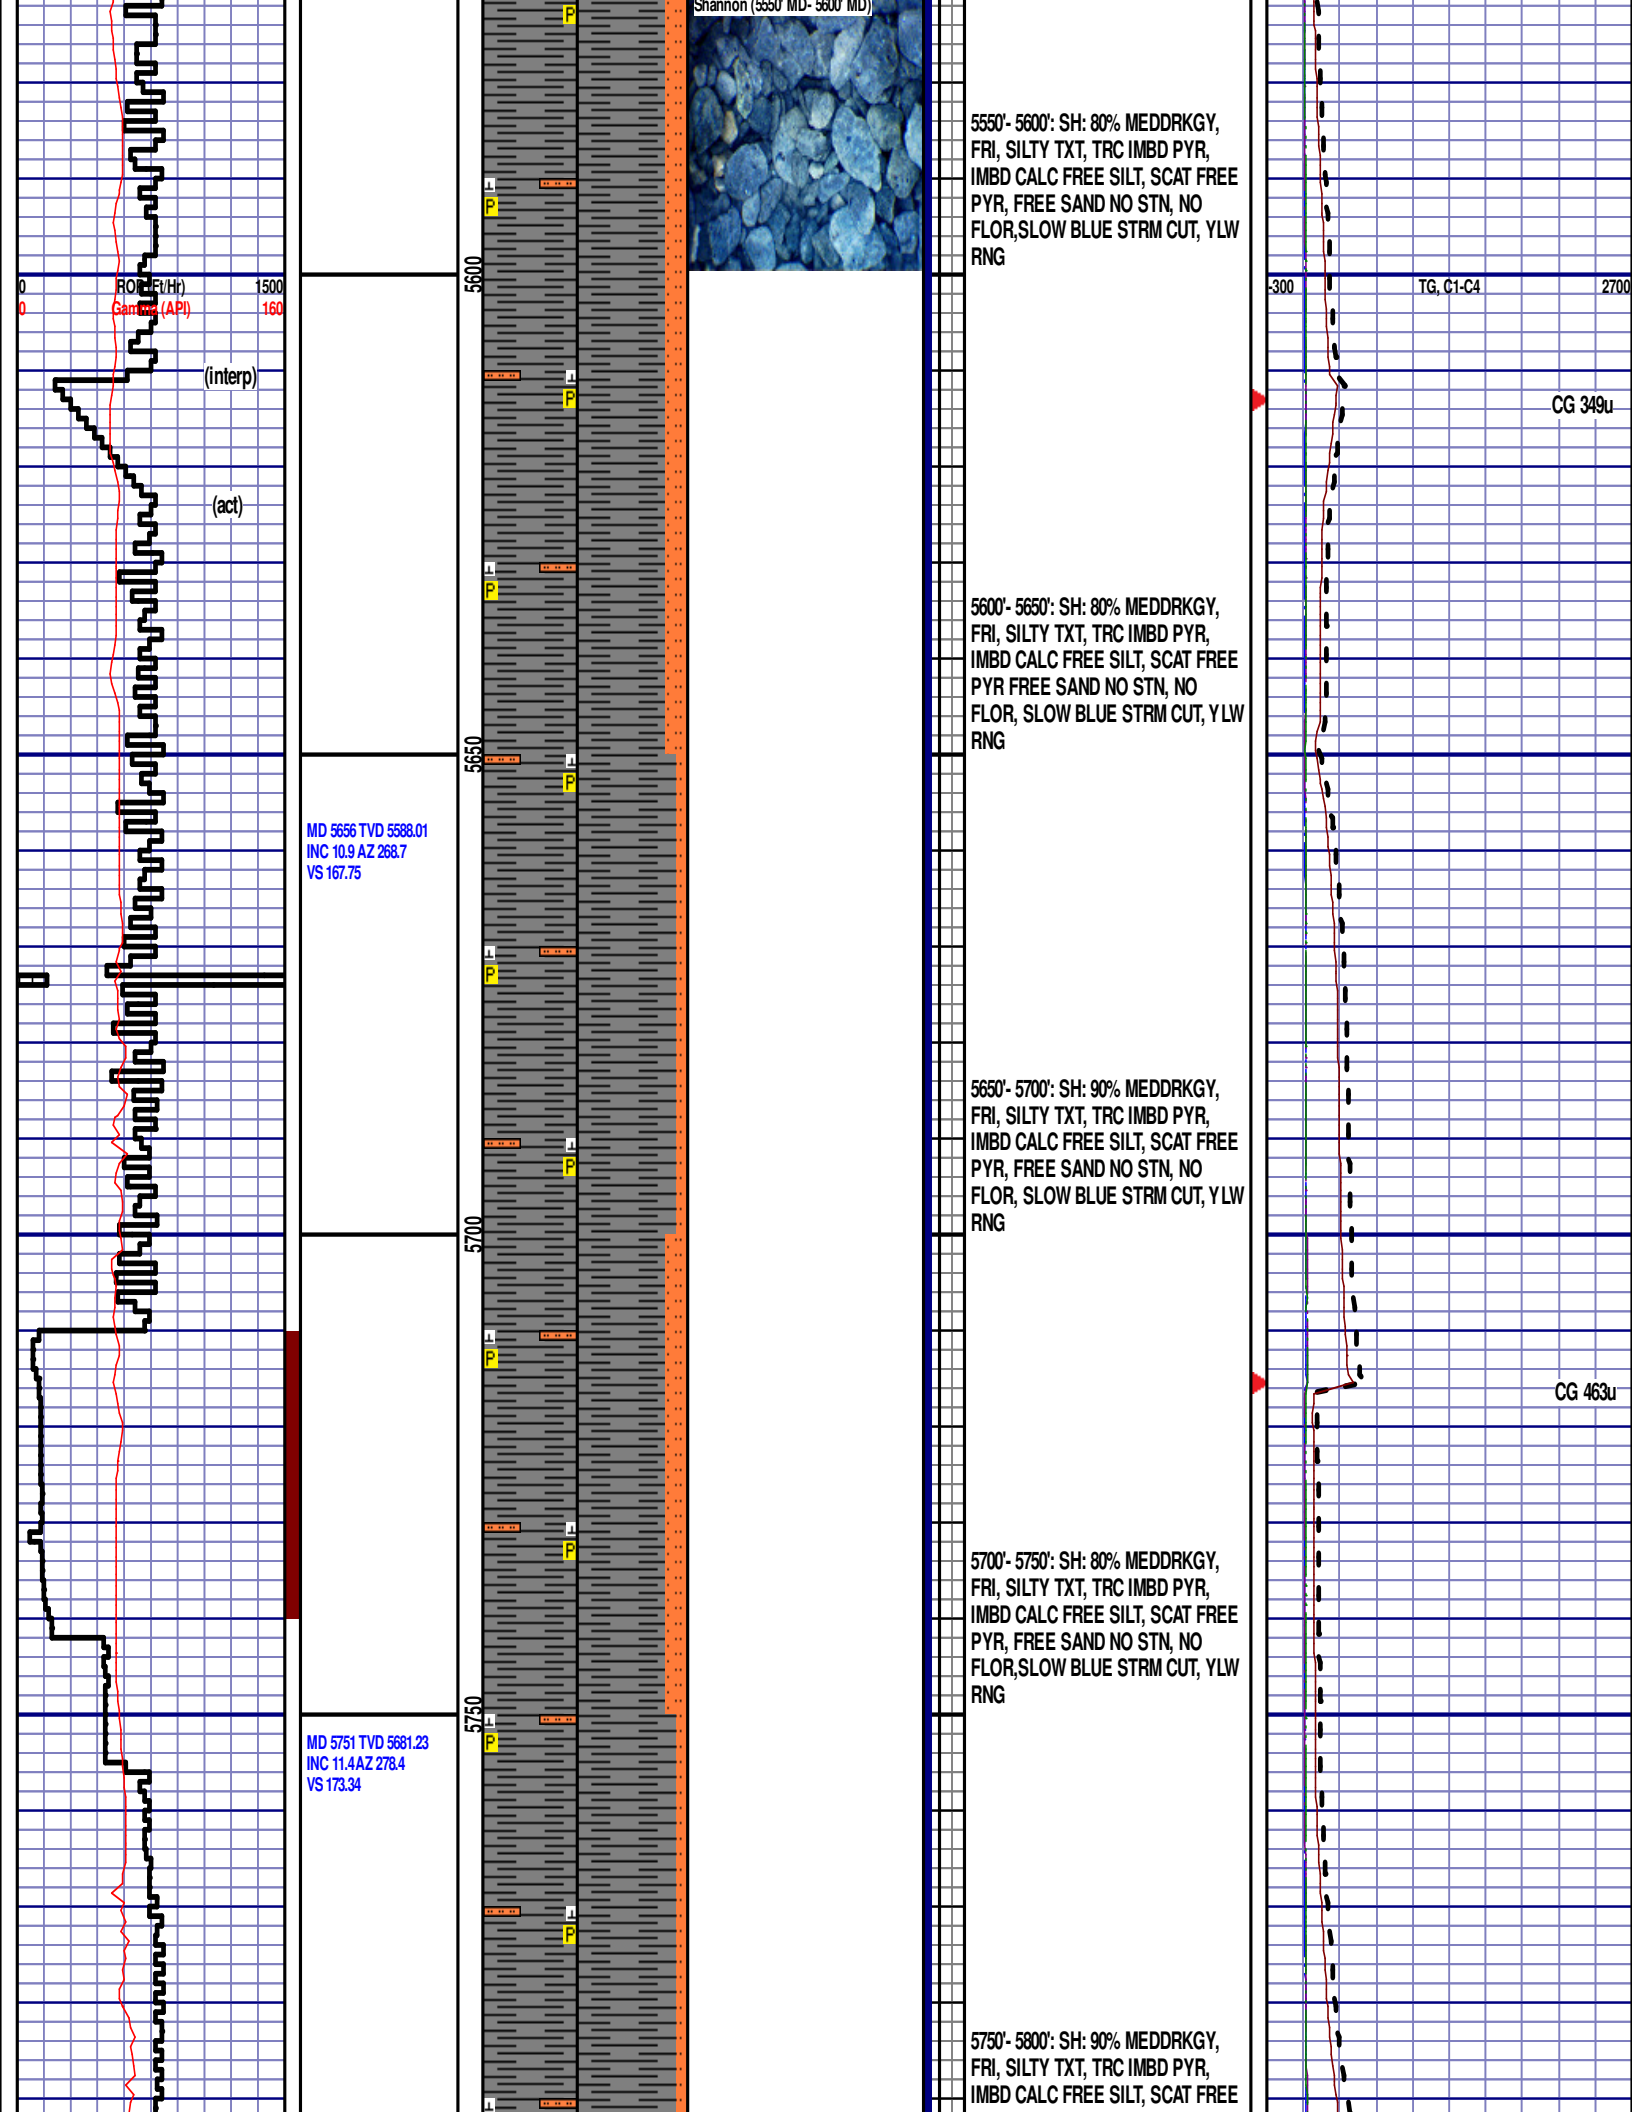 P
Shannon (5550' MD- 5600' MD)
5550'- 5600': SH: 80% MEDDRKGY,
FRI, SILTY TXT, TRC IMBD PYR,
IMBD CALC FREE SILT, SCAT FREE
PYR, FREE SAND NO STN, NO
FLOR,SLOW BLUE STRM CUT, YLW
RNG
P
5600
0 ROP (Ft/Hr) 1500
0 Gamma (API) 160
-300 TG, C1-C4 2700
(interp)
P
CG 349u
(act)
P
5600'- 5650': SH: 80% MEDDRKGY,
FRI, SILTY TXT, TRC IMBD PYR,
IMBD CALC FREE SILT, SCAT FREE
PYR FREE SAND NO STN, NO
FLOR, SLOW BLUE STRM CUT, YLW
RNG
5650
P
MD 5656 TVD 5588.01
INC 10.9 AZ 268.7
VS 167.75
P
5650'- 5700': SH: 90% MEDDRKGY,
FRI, SILTY TXT, TRC IMBD PYR,
IMBD CALC FREE SILT, SCAT FREE
PYR, FREE SAND NO STN, NO
FLOR, SLOW BLUE STRM CUT, YLW
RNG
P
5700
P
CG 463u
P
5700'- 5750': SH: 80% MEDDRKGY,
FRI, SILTY TXT, TRC IMBD PYR,
IMBD CALC FREE SILT, SCAT FREE
PYR, FREE SAND NO STN, NO
FLOR,SLOW BLUE STRM CUT, YLW
RNG
5750
P
MD 5751 TVD 5681.23
INC 11.4 AZ 278.4
VS 173.34
P
5750'- 5800': SH: 90% MEDDRKGY,
FRI, SILTY TXT, TRC IMBD PYR,
IMBD CALC FREE SILT, SCAT FREE